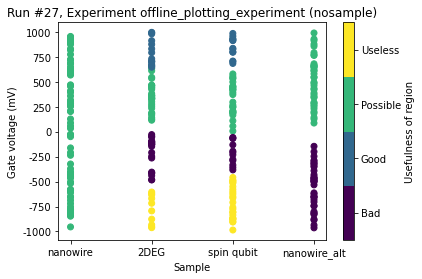 Run #27, Experiment offline_plotting_experiment (nosample)
1000
750
500
250
0
-250
-500
-750
-1000
Gate voltage (mV)
nanowire
2DEG
spin qubit
nanowire_alt
Sample
Useless
Possible
Good
Bad
Usefulness of region